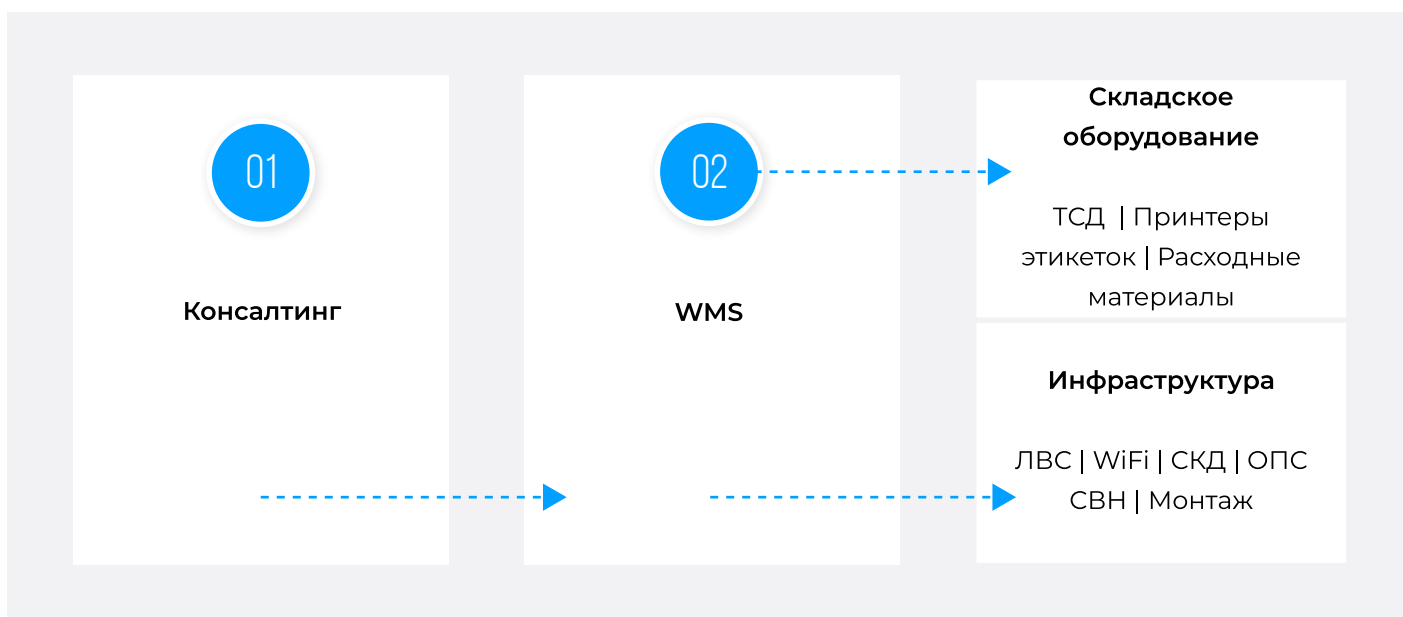 01
Консалтинг
02
WMS
Складское
оборудование
ТСД | Принтеры
этикеток | Расходные
материалы
Инфраструктура
ЛВС | WiFi | СКД | ОПС
СВН | Монтаж